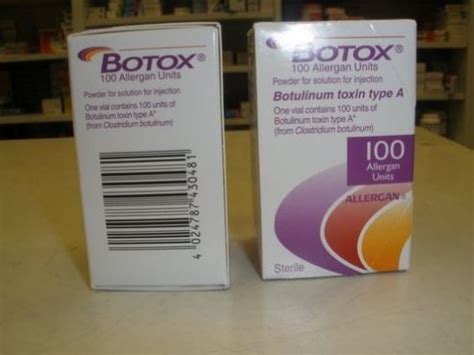 BOTOX®
100 Allergan Units
Powder for solution for injection
One vial contains 100 units of
Botulinum toxin type A*
(from Clostridium botulinum)
4 024787 430481
BOTOX®
100 Allergan Units
Powder for solution for injection
Botulinum toxin type A
One vial contains 100 units of
Botulinum toxin type A*
(from Clostridium botulinum)
100
Allergan
Units
ALLERGAN
Sterile